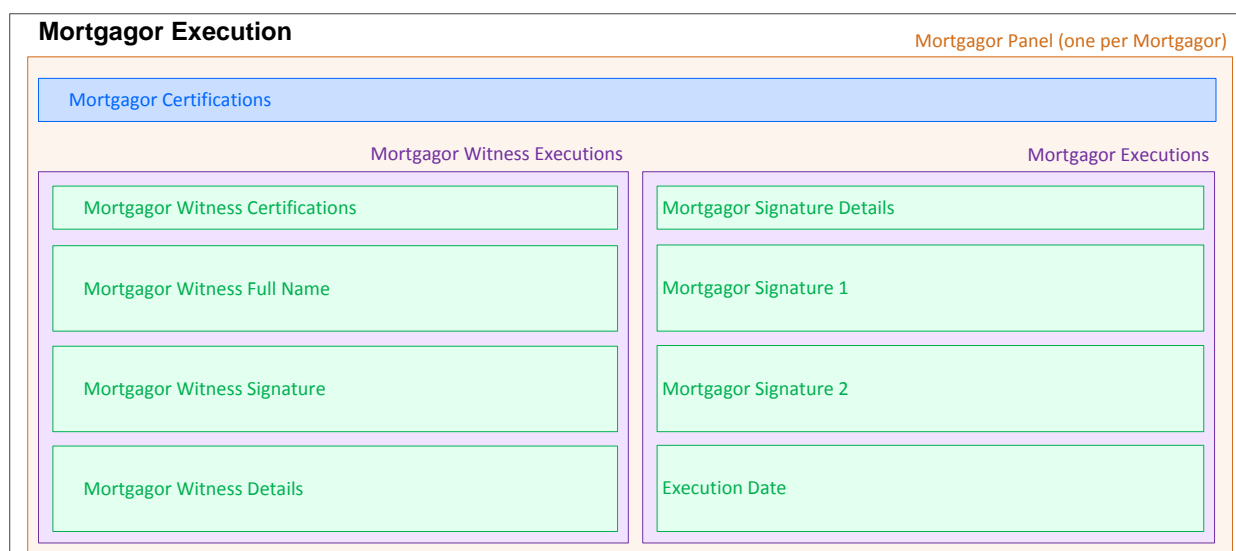 Mortgagor Execution
Mortgagor Panel (one per Mortgagor)
Mortgagor Certifications
Mortgagor Witness Executions
Mortgagor Executions
Mortgagor Witness Certifications
Mortgagor Signature Details
Mortgagor Witness Full Name
Mortgagor Signature 1
Mortgagor Witness Signature
Mortgagor Signature 2
Mortgagor Witness Details
Execution Date